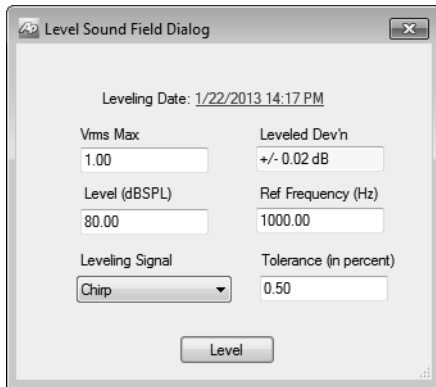 Level Sound Field Dialog
Leveling Date: 1/22/2013 14:17 PM
Vrms Max
Leveled Dev'n
1.00
+/- 0.02 dB
Level (dBSPL)
Ref Frequency (Hz)
80.00
1000.00
Leveling Signal
Tolerance (in percent)
Chirp
0.50
Level